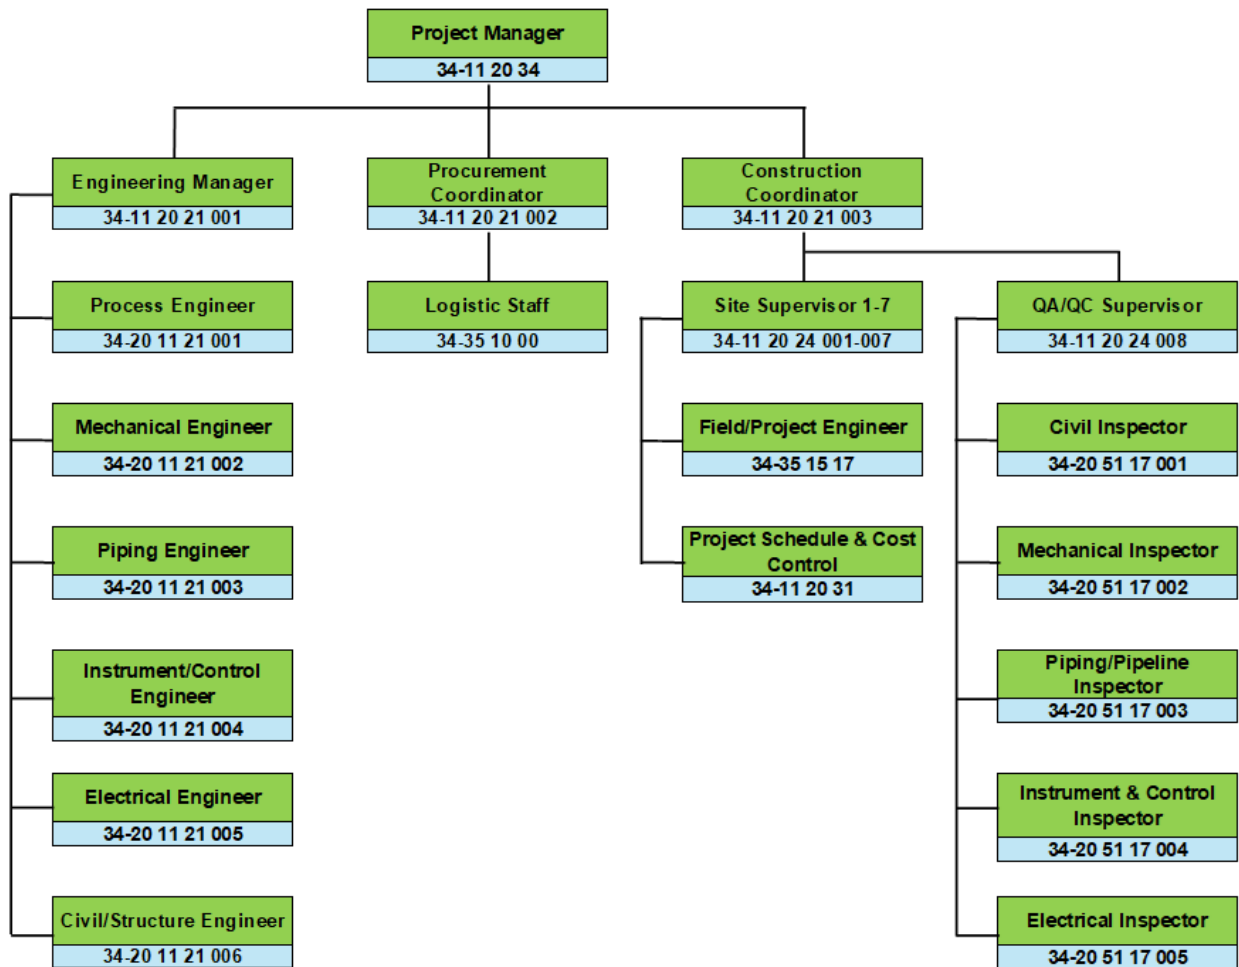 Project Manager
34-11 20 34
Engineering Manager
34-11 20 21 001
Procurement
Coordinator
34-11 20 21 002
Construction
Coordinator
34-11 20 21 003
Process Engineer
34-20 11 21 001
Logistic Staff
34-35 10 00
Site Supervisor 1-7
34-11 20 24 001-007
QA/QC Supervisor
34-11 20 24 008
Mechanical Engineer
34-20 11 21 002
Field/Project Engineer
34-35 15 17
Civil Inspector
34-20 51 17 001
Piping Engineer
34-20 11 21 003
Project Schedule & Cost
Control
34-11 20 31
Mechanical Inspector
34-20 51 17 002
Instrument/Control
Engineer
34-20 11 21 004
Piping/Pipeline
Inspector
34-20 51 17 003
Electrical Engineer
34-20 11 21 005
Instrument & Control
Inspector
34-20 51 17 004
Civil/Structure Engineer
34-20 11 21 006
Electrical Inspector
34-20 51 17 005